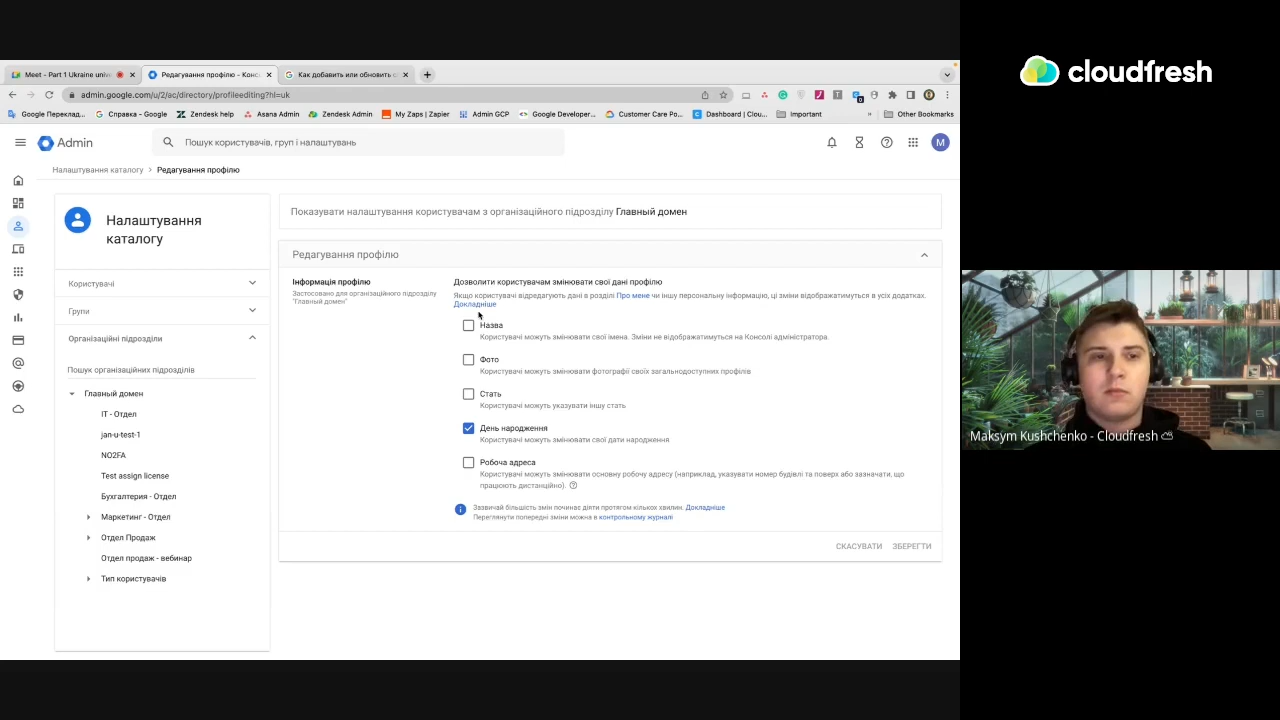 Meet - Part 1 Ukraine univ
Редагування профілю - Конс
Как добавить или обновить с
admin.google.com/u/2/ac/directory/profileediting?hl=uk
Google Переклад...
Справка - Google
Zendesk help
Asana Admin
Zendesk Admin
My Zaps | Zapier
Admin GCP
Google Developer...
Customer Care Po...
Dashboard | Clou...
Important
»
Other Bookmarks
Admin
Пошук користувачів, груп і налаштувань
M
Налаштування каталогу > Редагування профілю
Налаштування
каталогу
Користувачі
Групи
Організаційні підрозділи
Пошук організаційних підрозділів
Главный домен
IT - Отдел
jan-u-test-1
NO2FA
Test assign license
Бухгалтерия - Отдел
Маркетинг - Отдел
Отдел Продаж
Отдел продаж - вебинар
Тип користувачів
Показувати налаштування користувачам з організаційного підрозділу Главный домен
Редагування профілю
Інформація профілю
Застосовано для організаційного підрозділу
"Главный домен"
Дозволити користувачам змінювати свої дані профілю
Якщо користувачі відредагують дані в розділі Про мене чи іншу персональну інформацію, ці зміни відображатимуться в усіх додатках.
Докладніше
Назва
Користувачі можуть змінювати свої імена. Зміни не відображатимуться на Консолі адміністратора.
Фото
Користувачі можуть змінювати фотографії своїх загальнодоступних профілів
Стать
Користувачі можуть указувати іншу стать
День народження
Користувачі можуть змінювати свої дати народження
Робоча адреса
Користувачі можуть змінювати основну робочу адресу (наприклад, указувати номер будівлі та поверх або зазначати, що
працюють дистанційно).
Зазвичай більшість змін починає діяти протягом кількох хвилин. Докладніше
Переглянути попередні зміни можна в контрольному журналі
СКАСУВАТИ
ЗБЕРЕГТИ
cloudfresh
Maksym Kushchenko - Cloudfresh